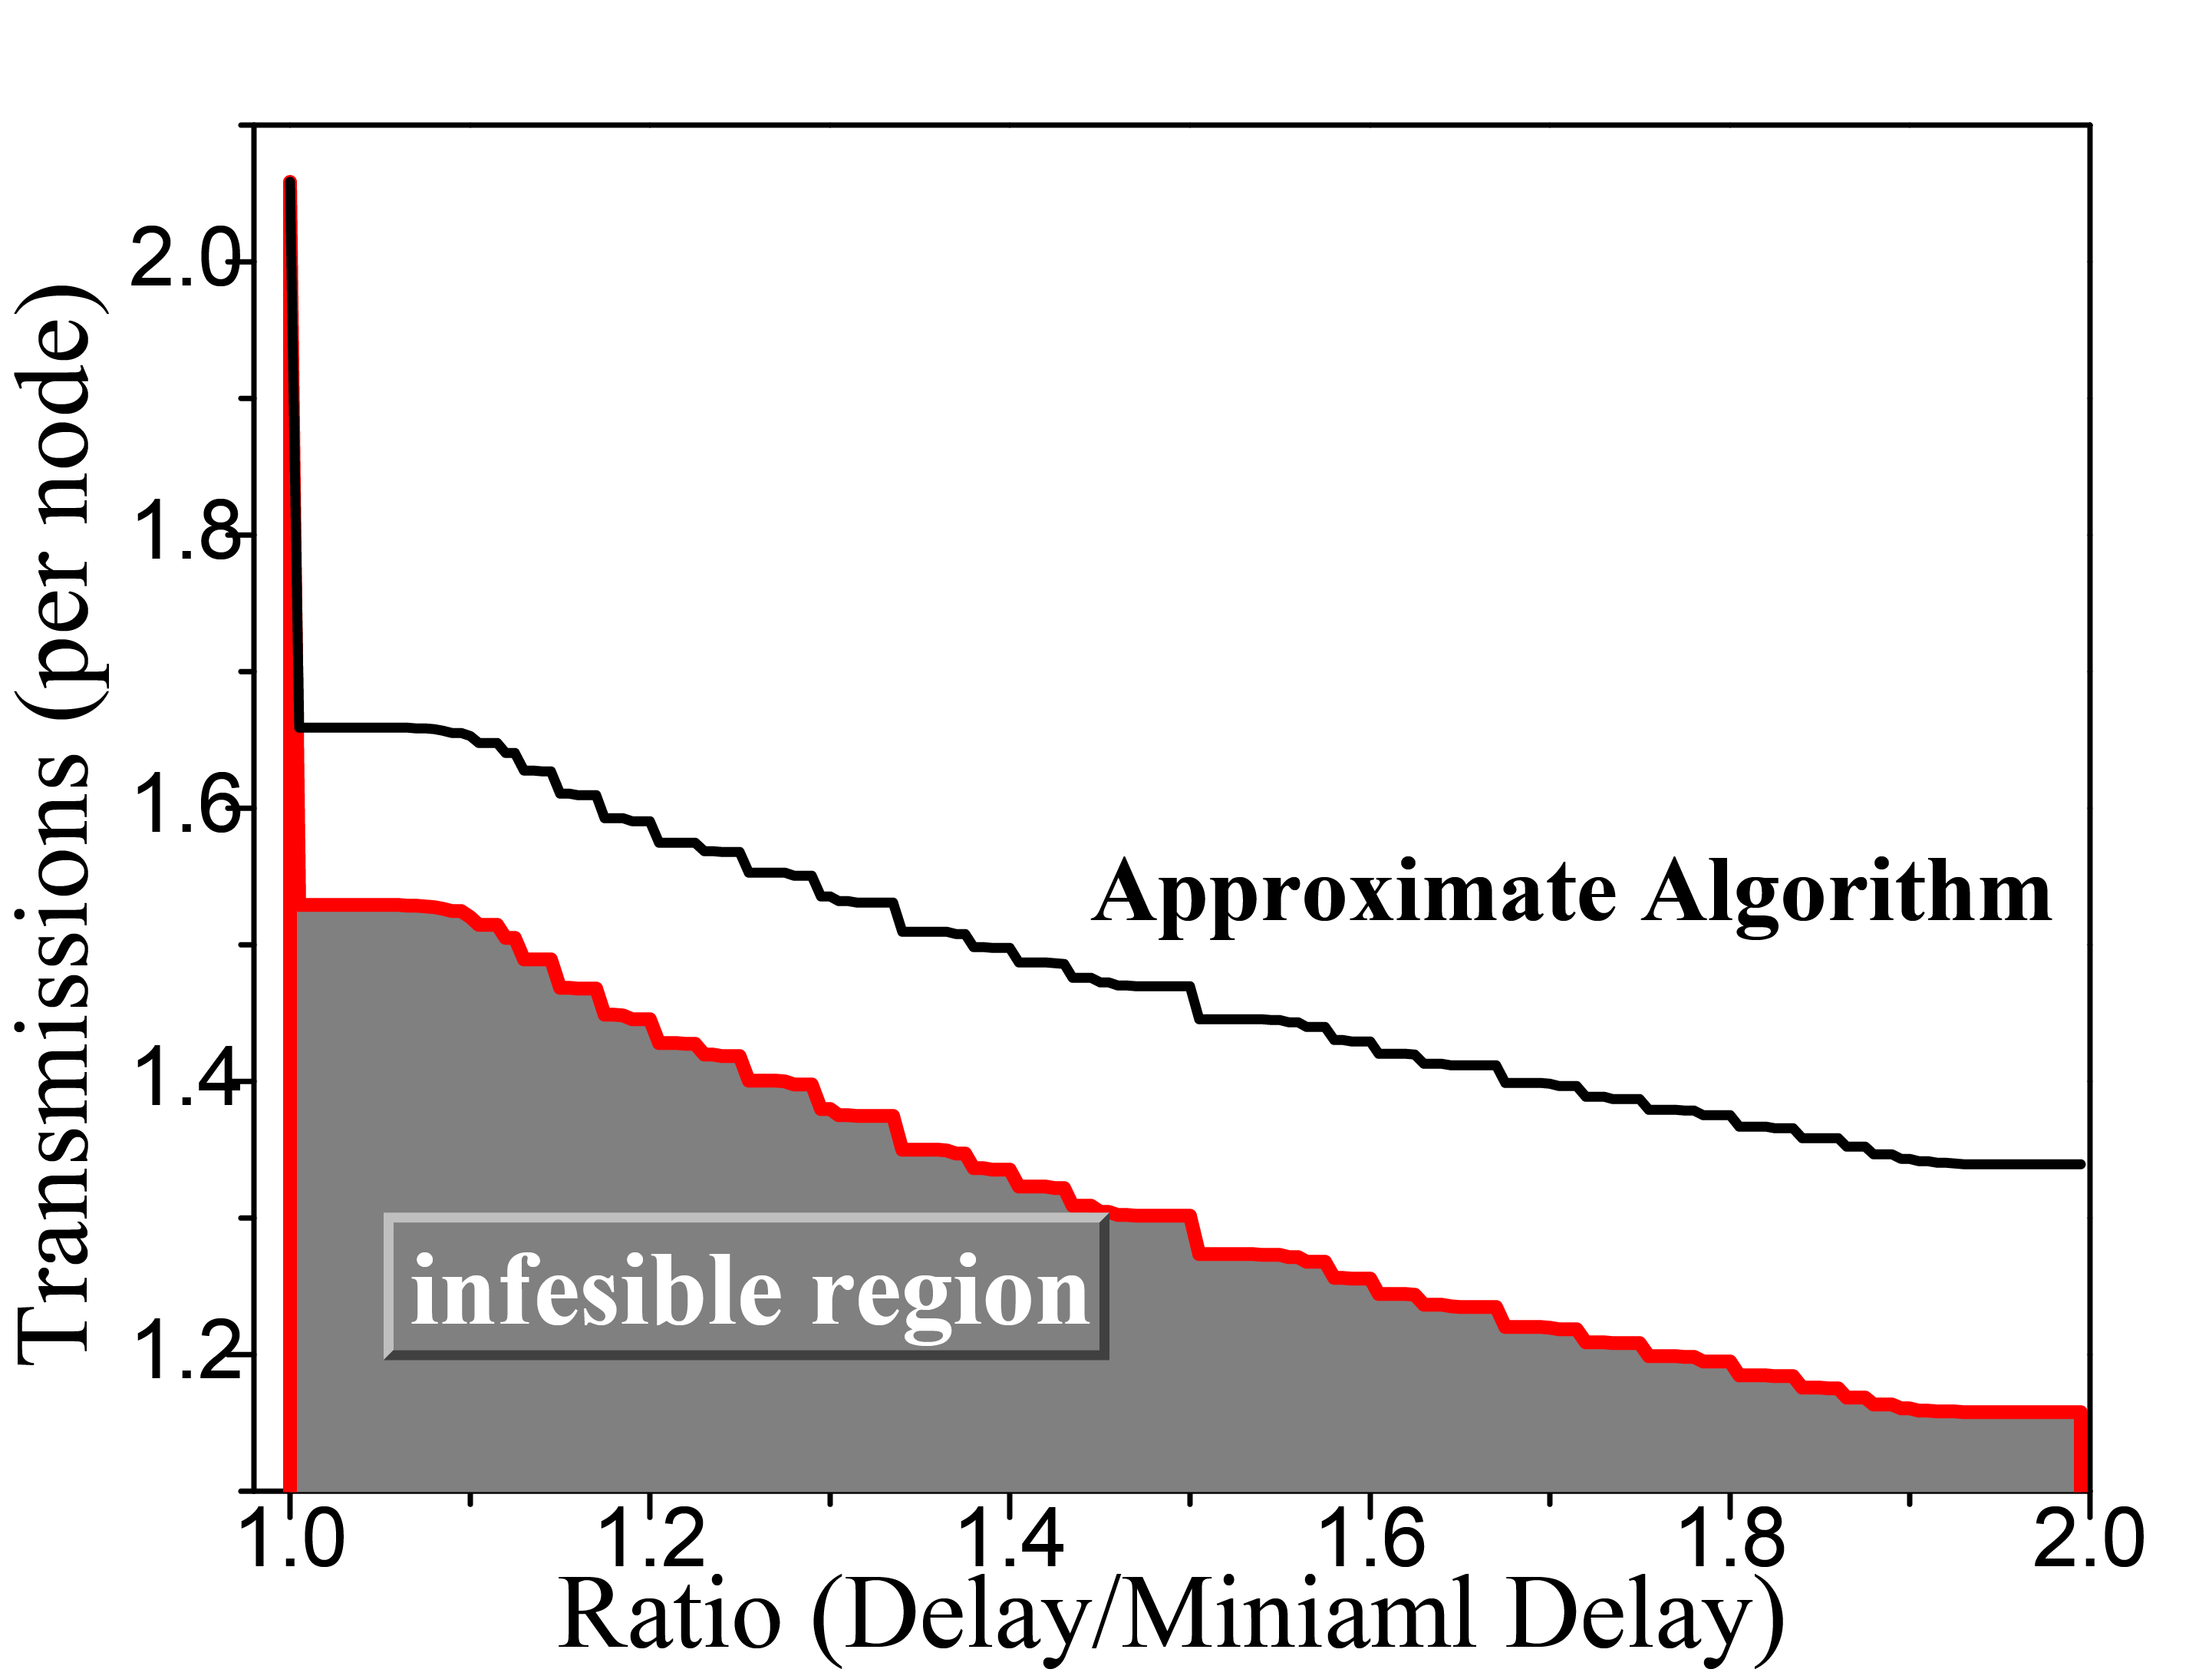 Transmissions (per node)
2.0
1.8
1.6
1.4
1.2
Approximate Algorithm
infesible region
1.0 1.2 1.4 1.6 1.8 2.0
Ratio (Delay/Miniaml Delay)